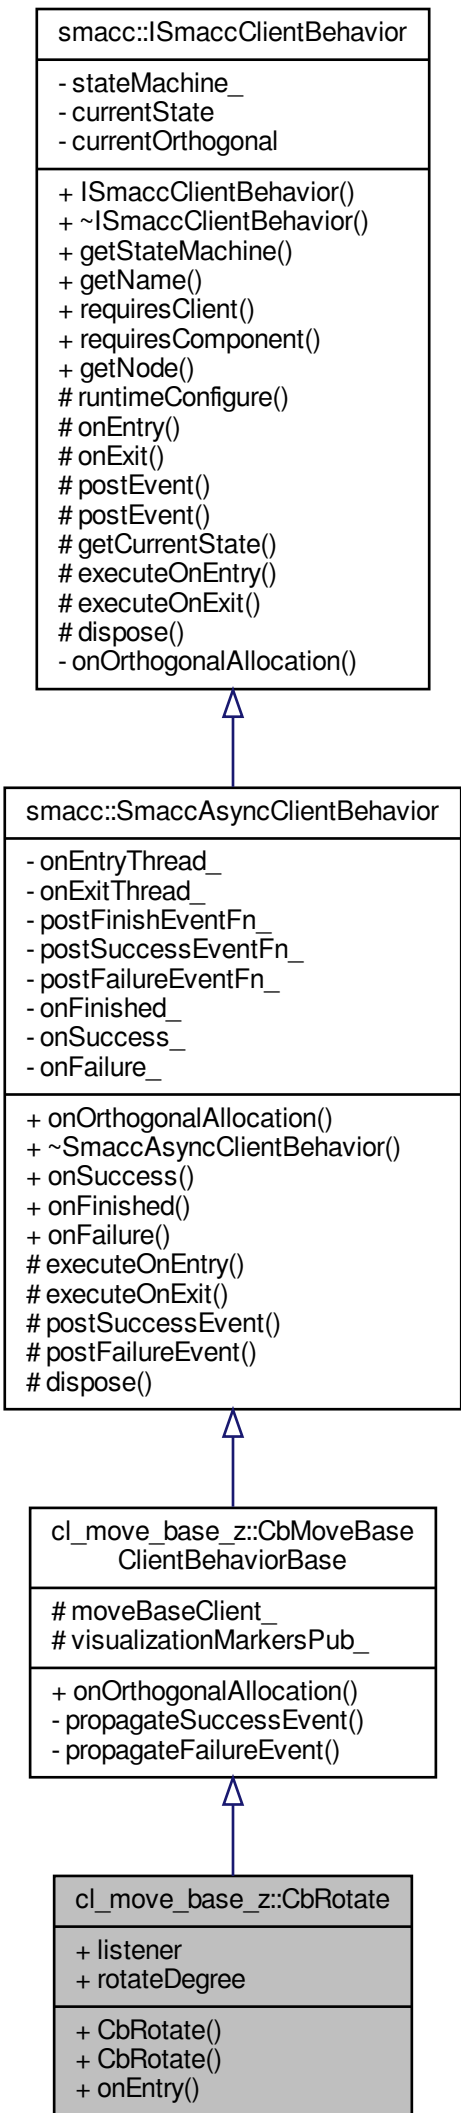 smacc::ISmaccClientBehavior
- stateMachine_
- currentState
- currentOrthogonal
+ ISmaccClientBehavior()
+ ~ISmaccClientBehavior()
+ getStateMachine()
+ getName()
+ requiresClient()
+ requiresComponent()
+ getNode()
# runtimeConfigure()
# onEntry()
# onExit()
# postEvent()
# postEvent()
# getCurrentState()
# executeOnEntry()
# executeOnExit()
# dispose()
- onOrthogonalAllocation()
smacc::SmaccAsyncClientBehavior
- onEntryThread_
- onExitThread_
- postFinishEventFn_
- postSuccessEventFn_
- postFailureEventFn_
- onFinished_
- onSuccess_
- onFailure_
+ onOrthogonalAllocation()
+ ~SmaccAsyncClientBehavior()
+ onSuccess()
+ onFinished()
+ onFailure()
# executeOnEntry()
# executeOnExit()
# postSuccessEvent()
# postFailureEvent()
# dispose()
cl_move_base_z::CbMoveBase
ClientBehaviorBase
# moveBaseClient_
# visualizationMarkersPub_
+ onOrthogonalAllocation()
- propagateSuccessEvent()
- propagateFailureEvent()
cl_move_base_z::CbRotate
+ listener
+ rotateDegree
+ CbRotate()
+ CbRotate()
+ onEntry()